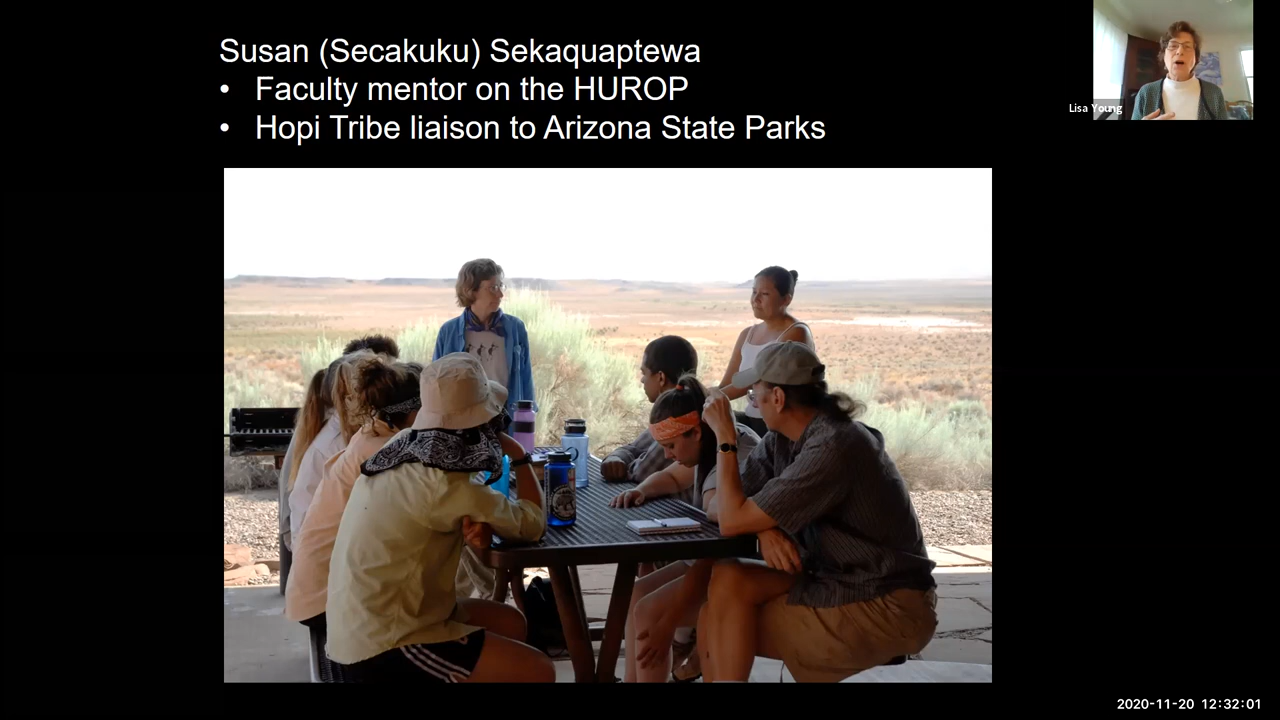 Susan (Secakuku) Sekaquaptewa
• Faculty mentor on the HUROP
• Hopi Tribe liaison to Arizona State Parks
Lisa Young
2020-11-20 12:32:01